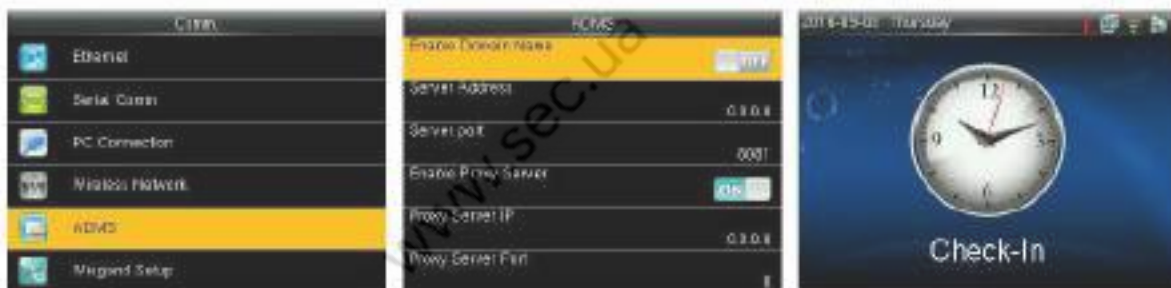 Comm.
Ethernet
Serial Comm
PC Connection
Wireless Network
ADMS
Wiegand Setup
ADMS
Enable Domain Name
OFF
Server Address
0.0.0.0
Server port
8081
Enable Proxy Server
ON
Proxy Server IP
0.0.0.0
Proxy Server Port
www.sec.ua
Thursday
12
3
6
9
Check-In